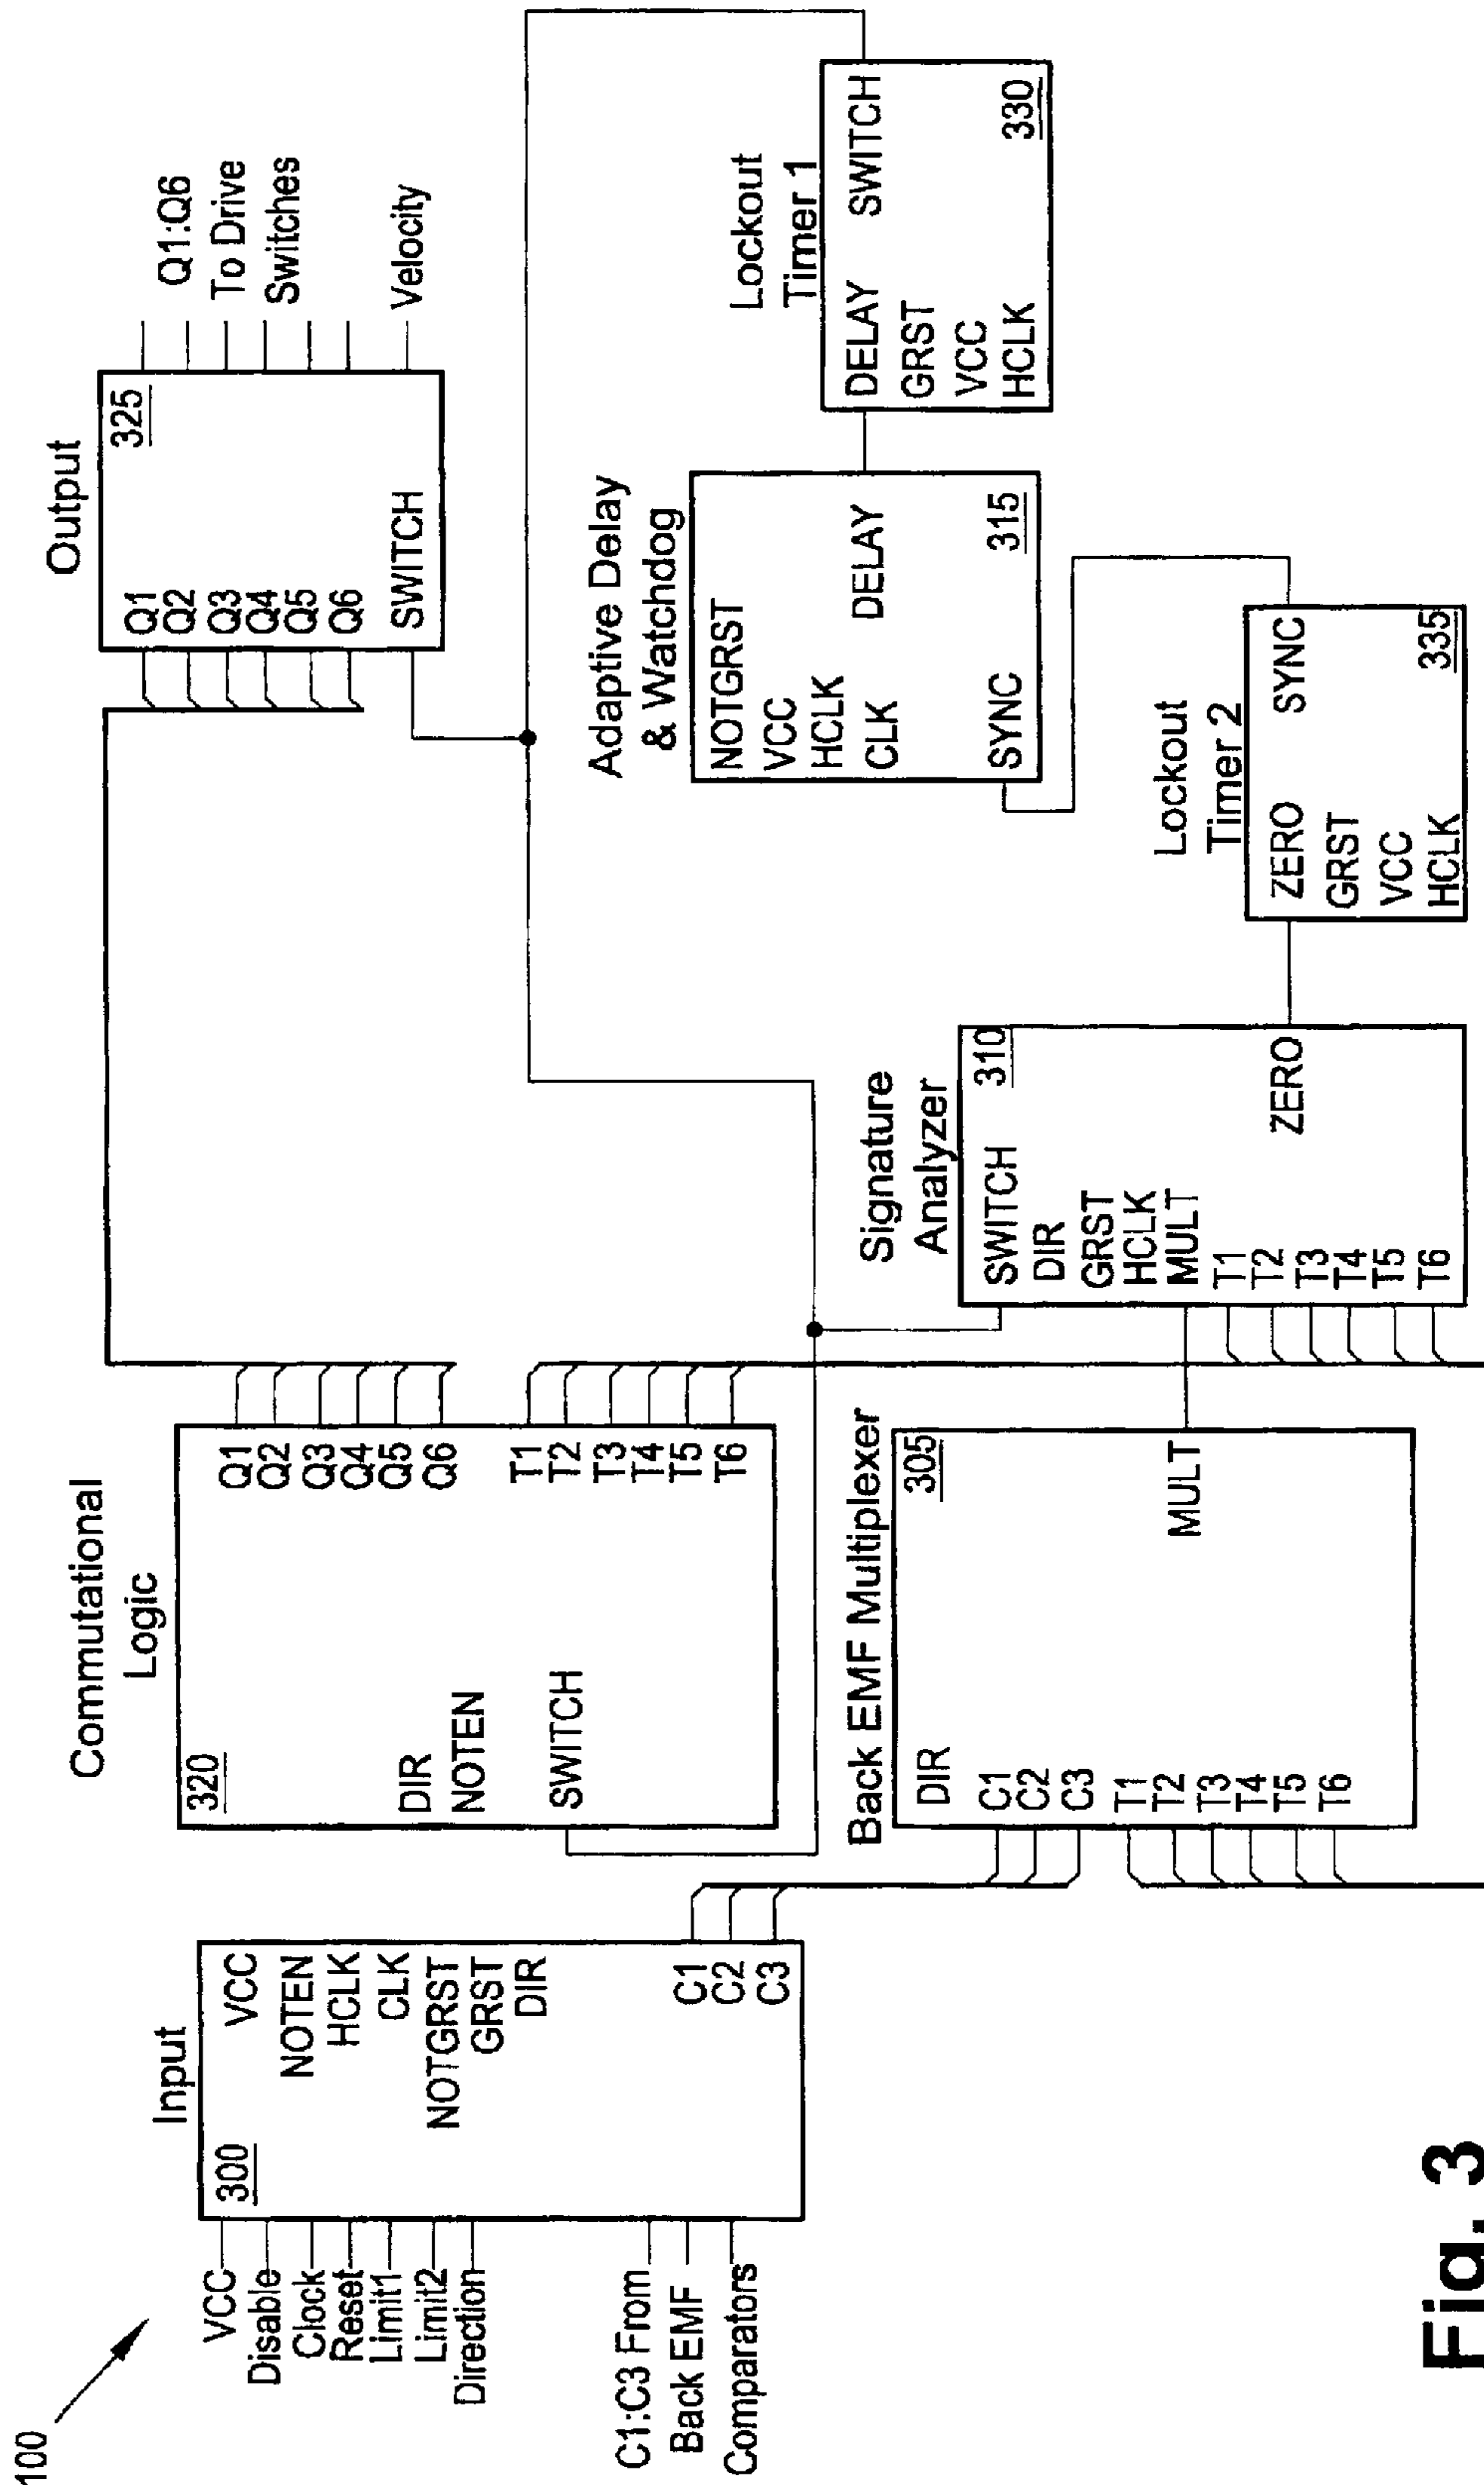 100
Input
300
VCC
Disable
Clock
Reset
Limit1
Limit2
Direction
C1:C3 From
Back EMF
Comparators
VCC
NOTEN
HCLK
CLK
NOTGRST
GRST
DIR
C1
C2
C3
Commutational
Logic
320
DIR
NOTEN
SWITCH
Q1
Q2
Q3
Q4
Q5
Q6
T1
T2
T3
T4
T5
T6
Back EMF Multiplexer
305
DIR
C1
C2
C3
T1
T2
T3
T4
T5
T6
MULT
Signature
Analyzer
310
SWITCH
DIR
GRST
HCLK
MULT
T1
T2
T3
T4
T5
T6
ZERO
Output
325
Q1
Q2
Q3
Q4
Q5
Q6
SWITCH
Q1:Q6
To Drive
Switches
Velocity
Adaptive Delay
& Watchdog
NOTGRST
VCC
HCLK
CLK
SYNC
DELAY
315
Lockout
Timer 1
DELAY
GRST
VCC
HCLK
SWITCH
330
Lockout
Timer 2
ZERO
GRST
VCC
HCLK
SYNC
335
Fig. 3